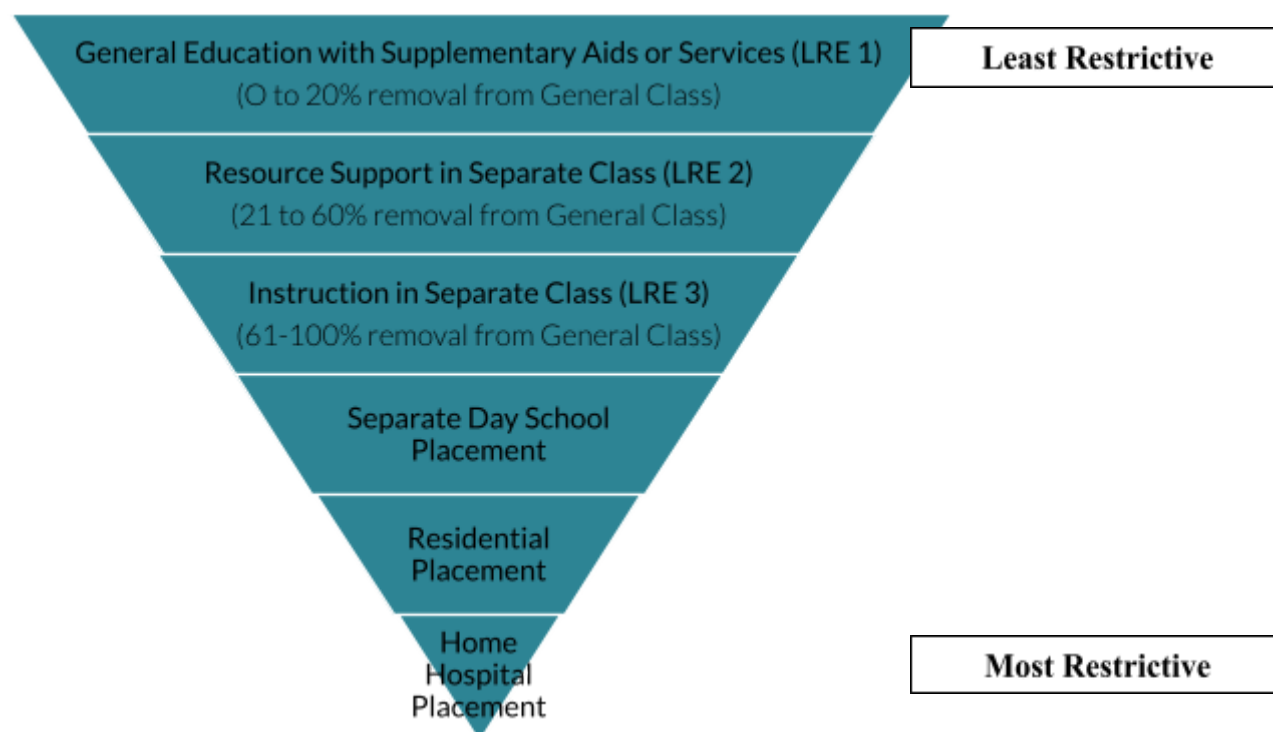 General Education with Supplementary Aids or Services (LRE 1)
(O to 20% removal from General Class)
Least Restrictive
Resource Support in Separate Class (LRE 2)
(21 to 60% removal from General Class)
Instruction in Separate Class (LRE 3)
(61-100% removal from General Class)
Separate Day School
Placement
Residential
Placement
Home
Hospital
Placement
Most Restrictive